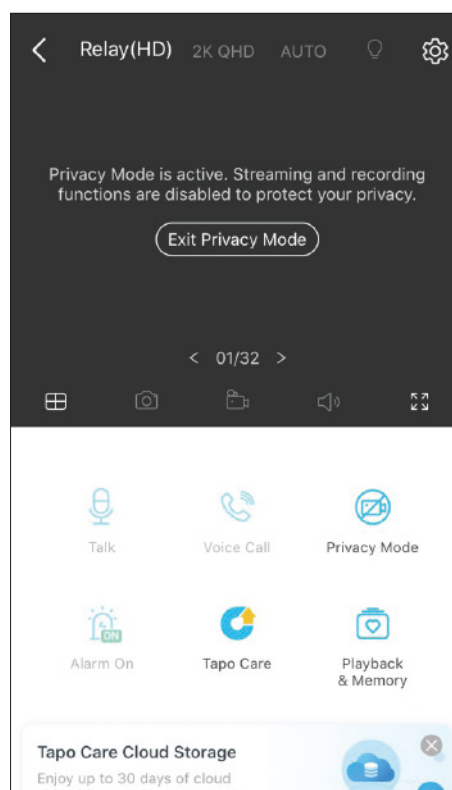 Relay(HD) 2K QHD AUTO
Privacy Mode is active. Streaming and recording
functions are disabled to protect your privacy.
Exit Privacy Mode
< 01/32 >
Talk Voice Call Privacy Mode
ON
Alarm On Tapo Care Playback
& Memory
Tapo Care Cloud Storage
Enjoy up to 30 days of cloud